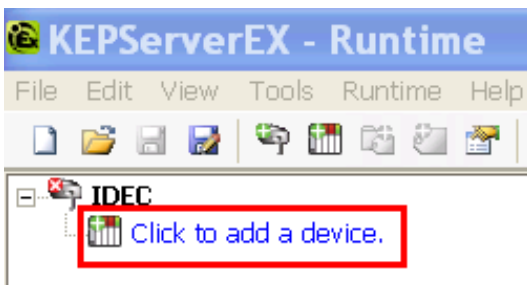 KEPServerEX - Runtime
File Edit View Tools Runtime Help
IDEC
Click to add a device.